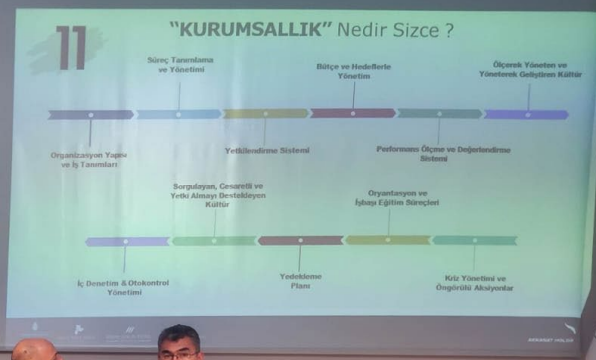 11
“KURUMSALLIK” Nedir Sizce ?
Süreç Tanımlama
ve Yönetimi
Bütçe ve Hedeflerle
Yönetim
Ölçerek Yöneten ve
Yöneterek Geliştiren Kültür
Organizasyon Yapısı
ve İş Tanımları
Yetkilendirme Sistemi
Performans Ölçme ve Değerlendirme
Sistemi
Sorgulayan, Cesaretli ve
Yetki Almayı Destekleyen
Kültür
Oryantasyon ve
İşbaşı Eğitim Süreçleri
İç Denetim & Otokontrol
Yönetimi
Yedekleme
Planı
Kriz Yönetimi ve
Öngörülü Aksiyonlar